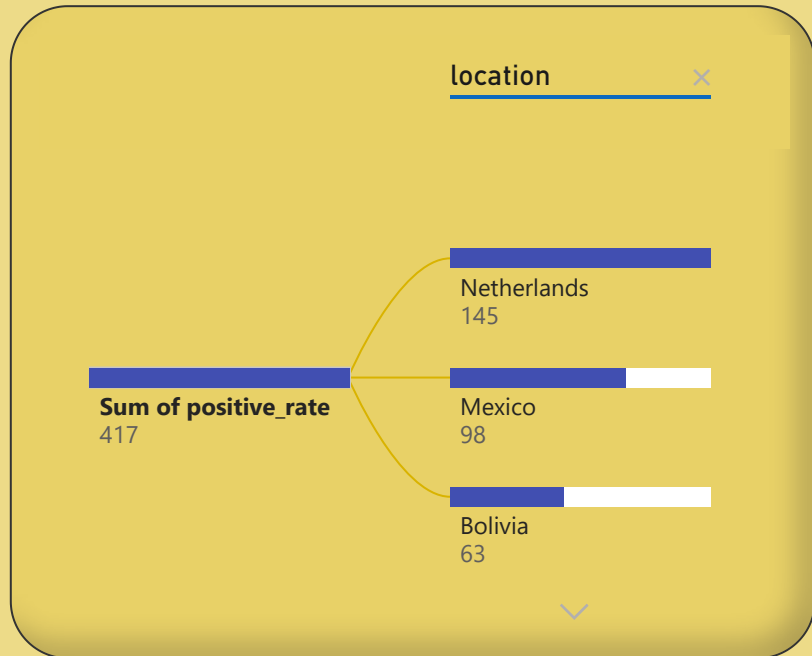 location
Netherlands
145
Sum of positive_rate
417
Mexico
98
Bolivia
63